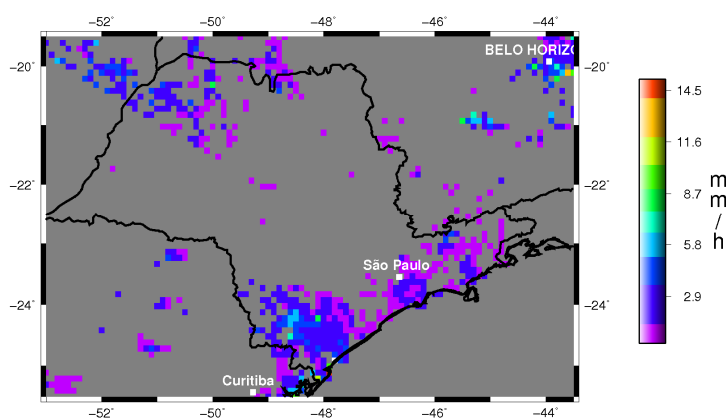 −52° −50° −48° −46° −44°
BELO HORIZO
−20° −20°
14.5
11.6
−22° −22°
8.7
mm/h
5.8
São Paulo
2.9
−24° −24°
Curitiba
−52° −50° −48° −46° −44°